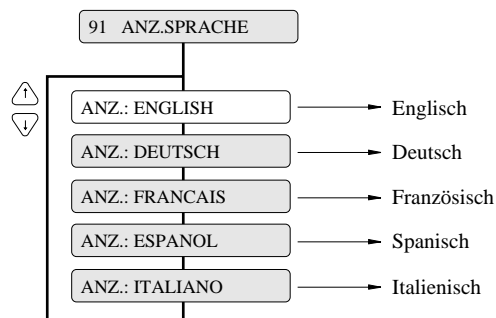 91 ANZ.SPRACHE
ANZ.: ENGLISH Englisch
ANZ.: DEUTSCH Deutsch
ANZ.: FRANCAIS Französisch
ANZ.: ESPANOL Spanisch
ANZ.: ITALIANO Italienisch